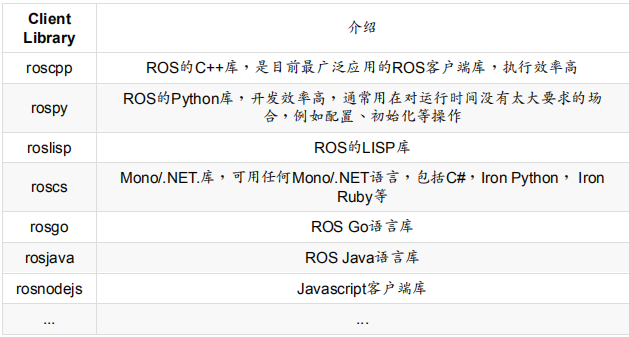 Client
Library
介绍
roscpp
ROS的C++库，是目前最广泛应用的ROS客户端库，执行效率高
rospy
ROS的Python库，开发效率高，通常用在对运行时间没有太大要求的场
合，例如配置、初始化等操作
roslisp
ROS的LISP库
roscs
Mono/.NET.库，可用任何Mono/.NET语言，包括C#，Iron Python， Iron
Ruby等
rosgo
ROS Go语言库
rosjava
ROS Java语言库
rosnodejs
Javascript客户端库
...
...